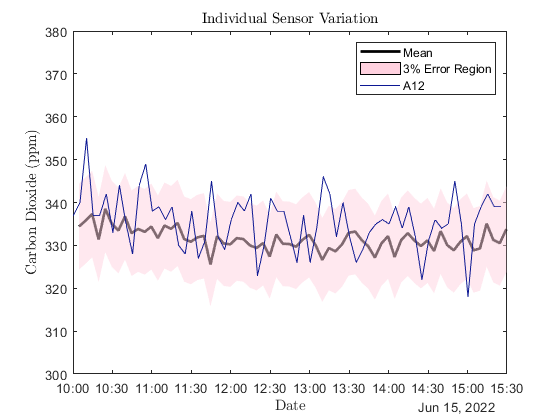 Individual Sensor Variation
380
370
360
350
340
330
320
310
300
Carbon Dioxide (ppm)
Mean
3% Error Region
A12
10:00 10:30 11:00 11:30 12:00 12:30 13:00 13:30 14:00 14:30 15:00 15:30
Date
Jun 15, 2022